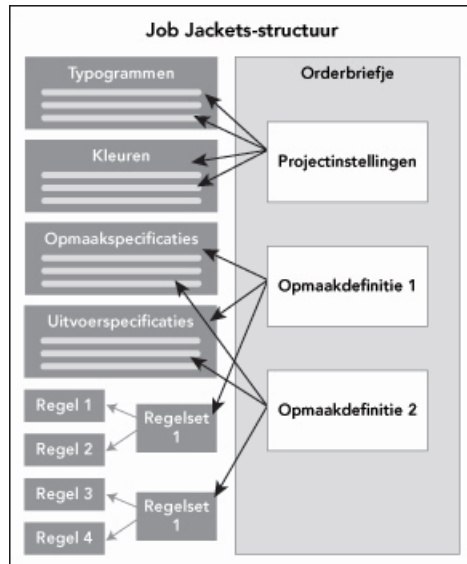 Job Jackets-structuur
Typogrammen
Kleuren
Opmaakspecificaties
Uitvoerspecificaties
Regel 1
Regel 2
Regelset
1
Regel 3
Regel 4
Regelset
1
Orderbriefje
Projectinstellingen
Opmaakdefinitie 1
Opmaakdefinitie 2